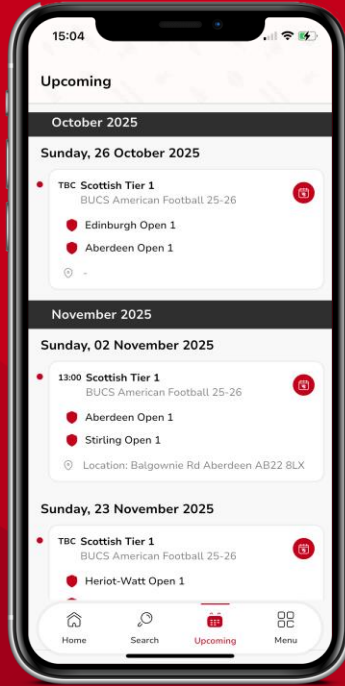 15:04
Upcoming
October 2025
Sunday, 26 October 2025
TBC Scottish Tier 1
BUCS American Football 25-26
Edinburgh Open 1
Aberdeen Open 1
-
November 2025
Sunday, 02 November 2025
13:00 Scottish Tier 1
BUCS American Football 25-26
Aberdeen Open 1
Stirling Open 1
Location: Balgownie Rd Aberdeen AB22 8LX
Sunday, 23 November 2025
TBC Scottish Tier 1
BUCS American Football 25-26
Heriot-Watt Open 1
Home Search Upcoming Menu